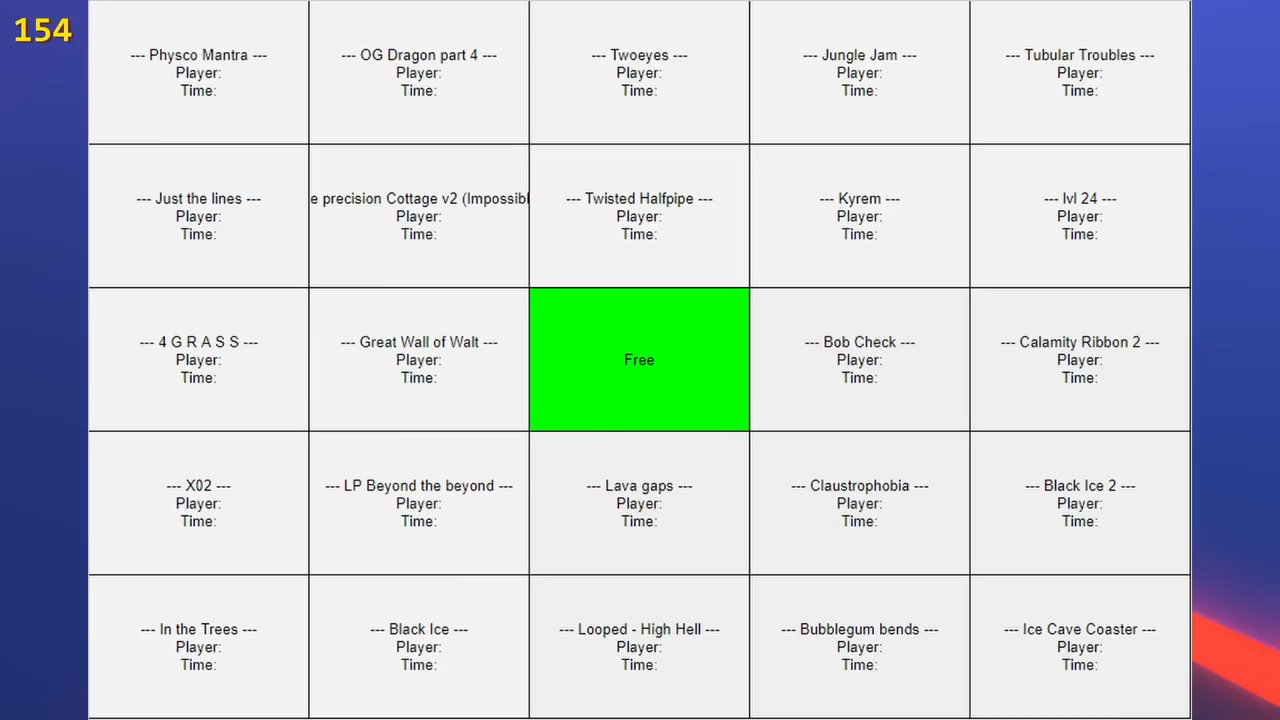 154
--- Physco Mantra ---
Player:
Time:
--- OG Dragon part 4 ---
Player:
Time:
--- Twoeyes ---
Player:
Time:
--- Jungle Jam ---
Player:
Time:
--- Tubular Troubles ---
Player:
Time:
--- Just the lines ---
Player:
Time:
e precision Cottage v2 (Impossibl
Player:
Time:
--- Twisted Halfpipe ---
Player:
Time:
--- Kyrem ---
Player:
Time:
--- lvl 24 ---
Player:
Time:
--- 4 G R A S S ---
Player:
Time:
--- Great Wall of Walt ---
Player:
Time:
Free
--- Bob Check ---
Player:
Time:
--- Calamity Ribbon 2 ---
Player:
Time:
--- X02 ---
Player:
Time:
--- LP Beyond the beyond ---
Player:
Time:
--- Lava gaps ---
Player:
Time:
--- Claustrophobia ---
Player:
Time:
--- Black Ice 2 ---
Player:
Time:
--- In the Trees ---
Player:
Time:
--- Black Ice ---
Player:
Time:
--- Looped - High Hell ---
Player:
Time:
--- Bubblegum bends ---
Player:
Time:
--- Ice Cave Coaster ---
Player:
Time: